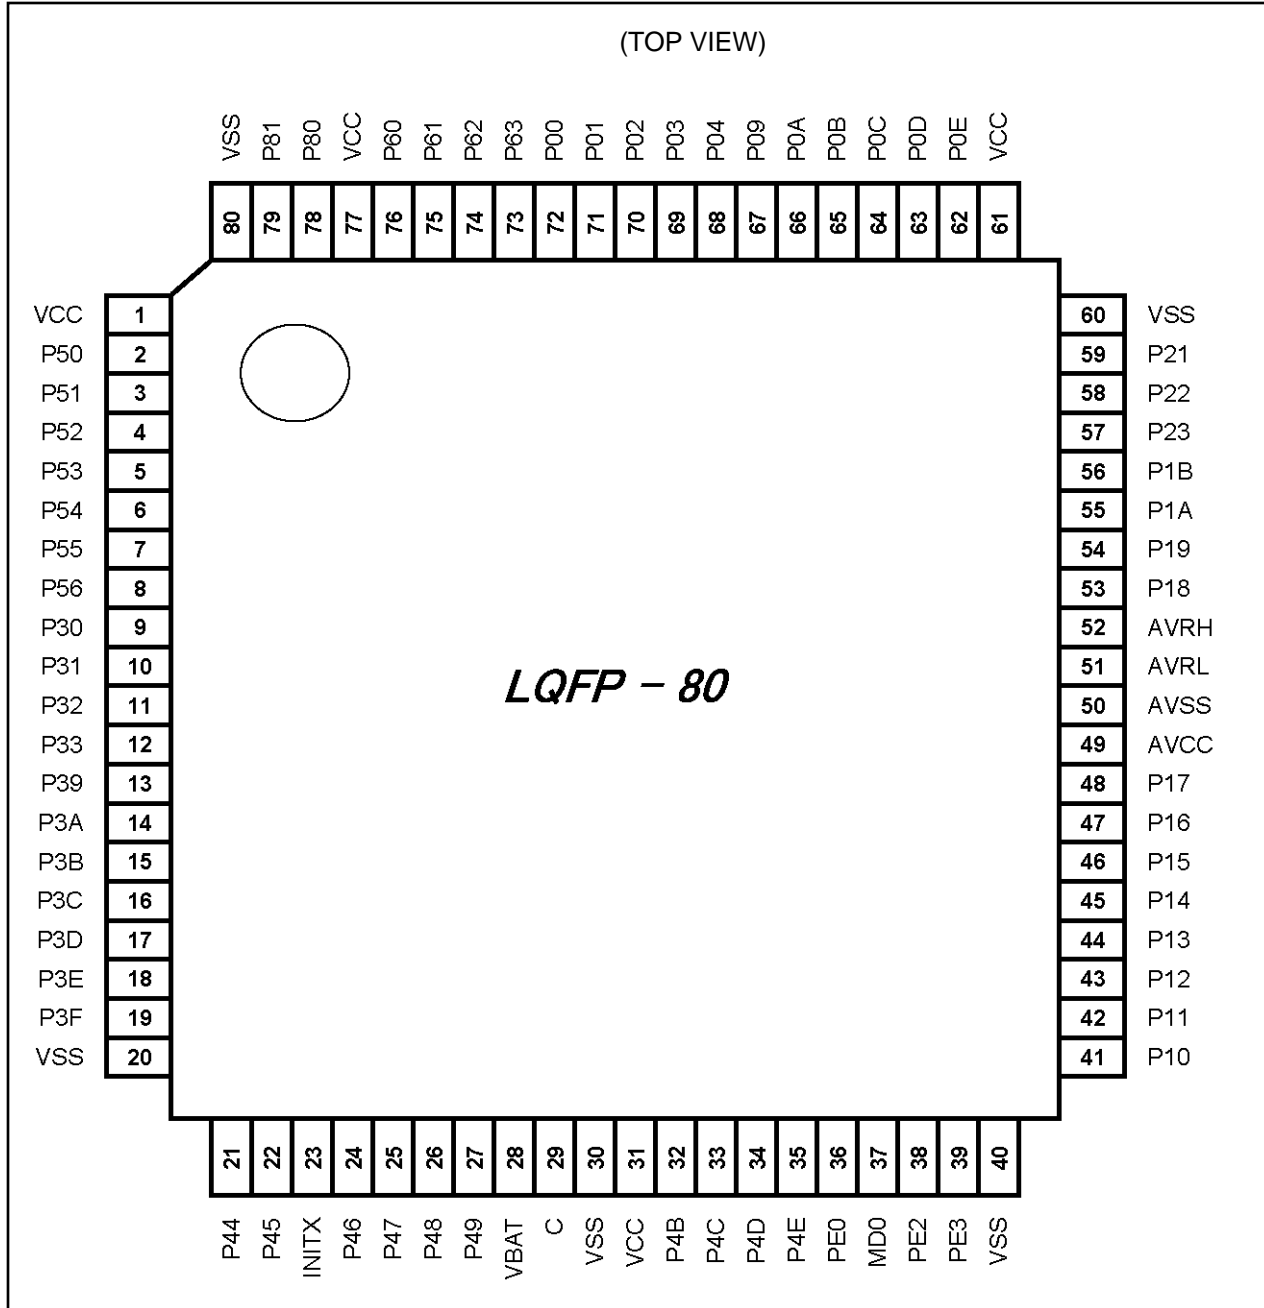 (TOP VIEW)
VSS P81 P80 VCC P60 P61 P62 P63 P00 P01 P02 P03 P04 P09 P0A P0B P0C P0D P0E VCC
80 79 78 77 76 75 74 73 72 71 70 69 68 67 66 65 64 63 62 61
VCC 1 60 VSS
P50 2 59 P21
P51 3 58 P22
P52 4 57 P23
P53 5 56 P1B
P54 6 55 P1A
P55 7 54 P19
P56 8 53 P18
P30 9 52 AVRH
P31 10 51 AVRL
P32 11 50 AVSS
P33 12 49 AVCC
P39 13 48 P17
P3A 14 47 P16
P3B 15 46 P15
P3C 16 45 P14
P3D 17 44 P13
P3E 18 43 P12
P3F 19 42 P11
VSS 20 41 P10
LQFP - 80
21 22 23 24 25 26 27 28 29 30 31 32 33 34 35 36 37 38 39 40
P44 P45 INITX P46 P47 P48 P49 VBAT C VSS VCC P4B P4C P4D P4E PE0 MD0 PE2 PE3 VSS